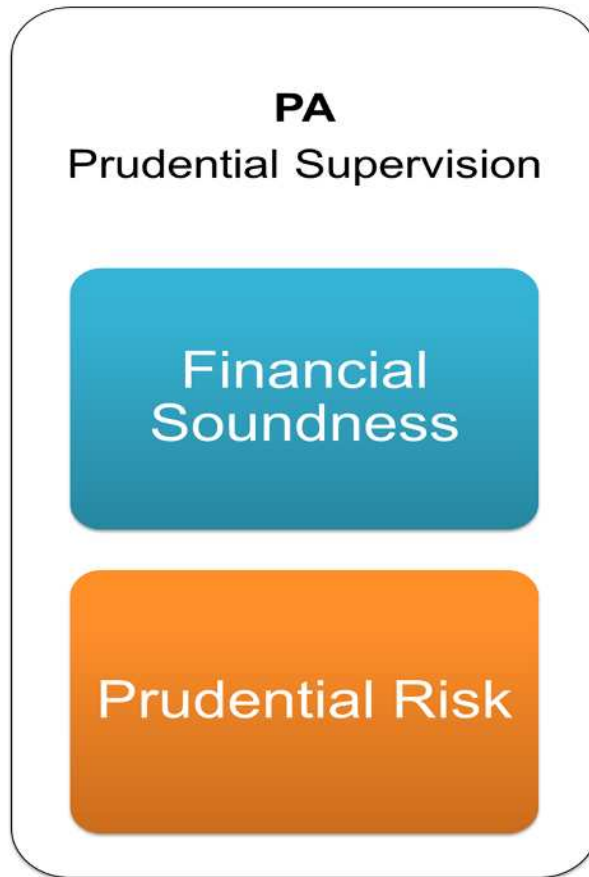 PA
Prudential Supervision
Financial
Soundness
Prudential Risk